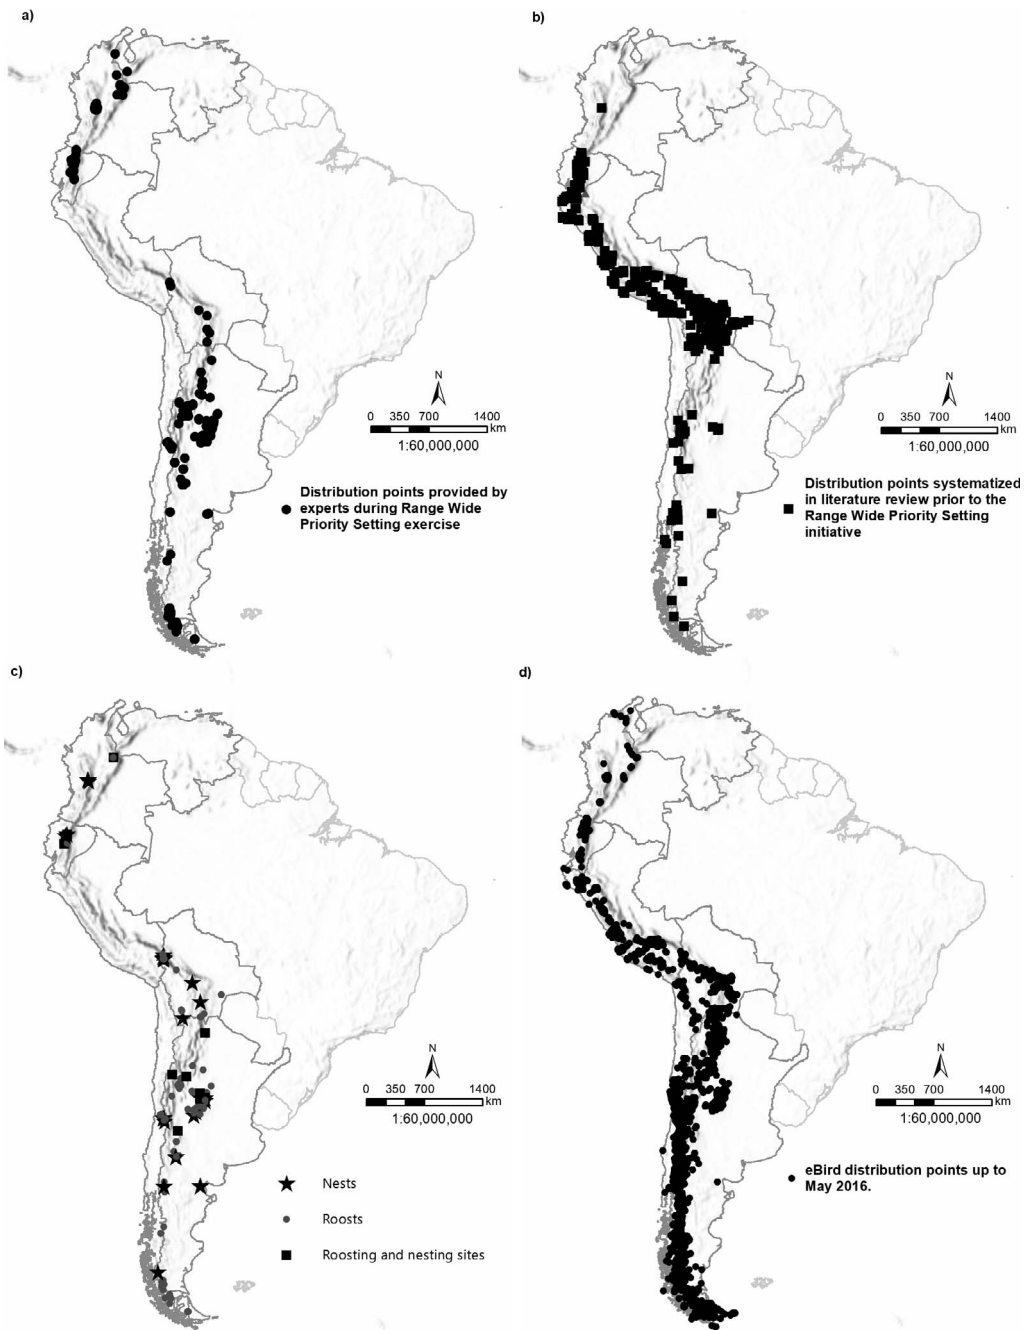 a)
N
0 350 700 1400
km
1:60,000,000
Distribution points provided by
experts during Range Wide
Priority Setting exercise
b)
N
0 350 700 1400
km
1:60,000,000
Distribution points systematized
in literature review prior to the
Range Wide Priority Setting
initiative
c)
N
0 350 700 1400
km
1:60,000,000
Nests
Roosts
Roosting and nesting sites
d)
N
0 350 700 1400
km
1:60,000,000
eBird distribution points up to
May 2016.